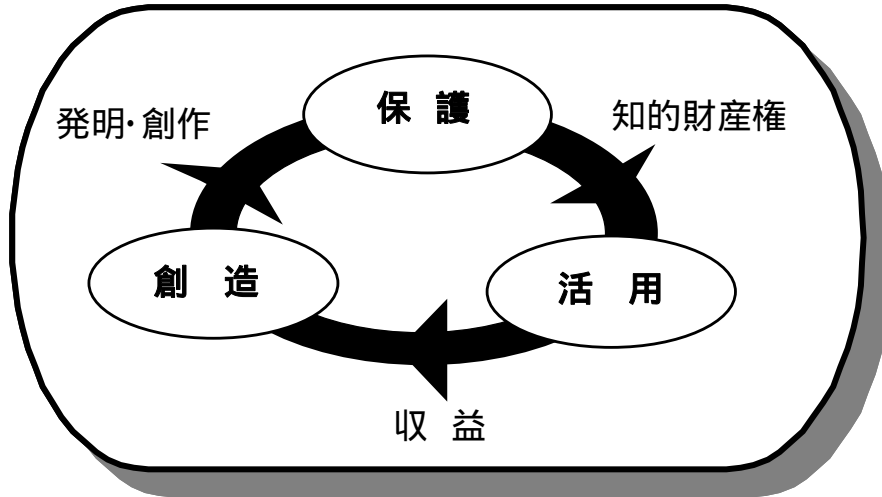 保 護
発明・創作
知的財産権
創 造
活 用
収 益